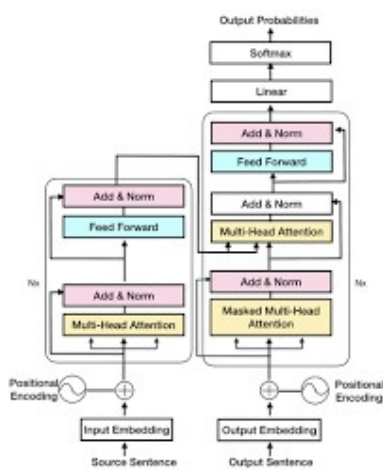 Output Probabilities
Softmax
Linear
Add & Norm
Feed Forward
Add & Norm
Multi-Head Attention
Add & Norm
Masked Multi-Head
Attention
Nx
Positional
Encoding
Output Embedding
Output Sentence
Add & Norm
Feed Forward
Nx
Add & Norm
Multi-Head Attention
Positional
Encoding
Input Embedding
Source Sentence